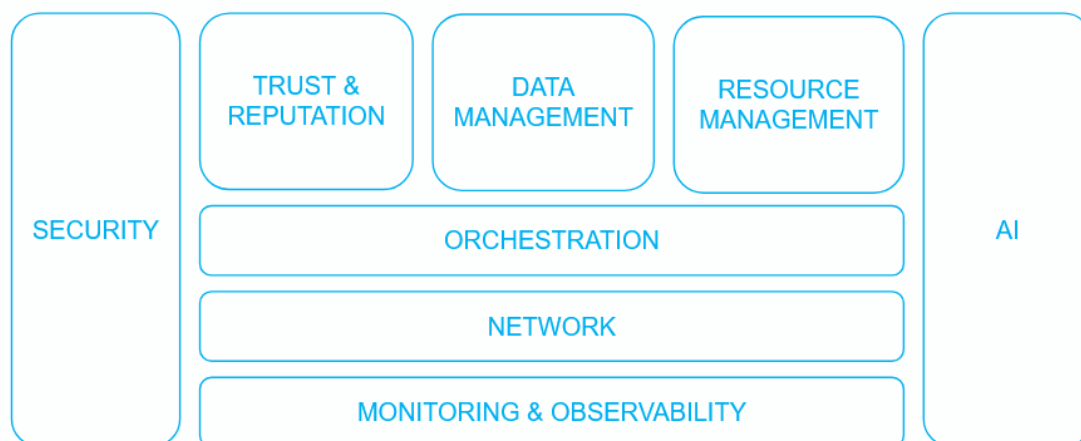 TRUST &
REPUTATION
DATA
MANAGEMENT
RESOURCE
MANAGEMENT
SECURITY
ORCHESTRATION
AI
NETWORK
MONITORING & OBSERVABILITY